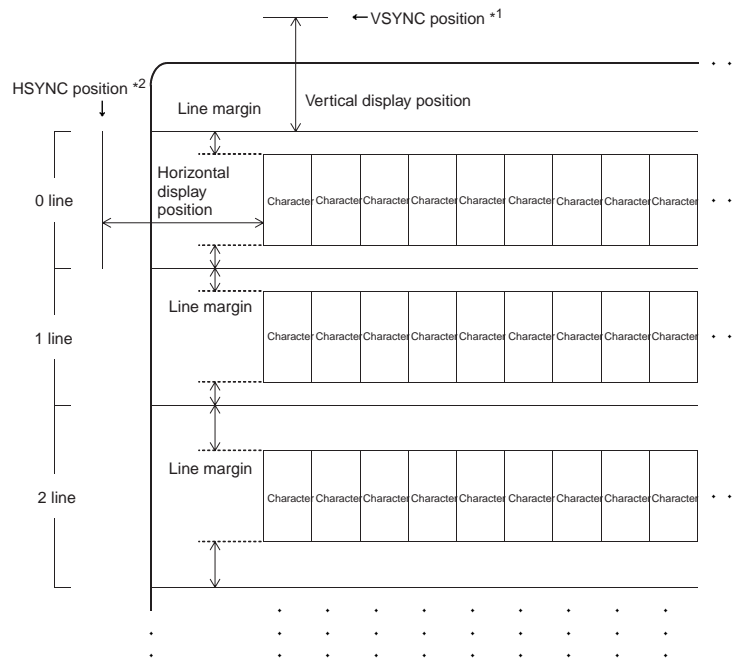 ←VSYNC position *1
HSYNC position *2
Vertical display position
Line margin
Horizontal
display
position
0 line
Character Character Character Character Character Character Character Character Character
Line margin
1 line
Character Character Character Character Character Character Character Character Character
Line margin
2 line
Character Character Character Character Character Character Character Character Character